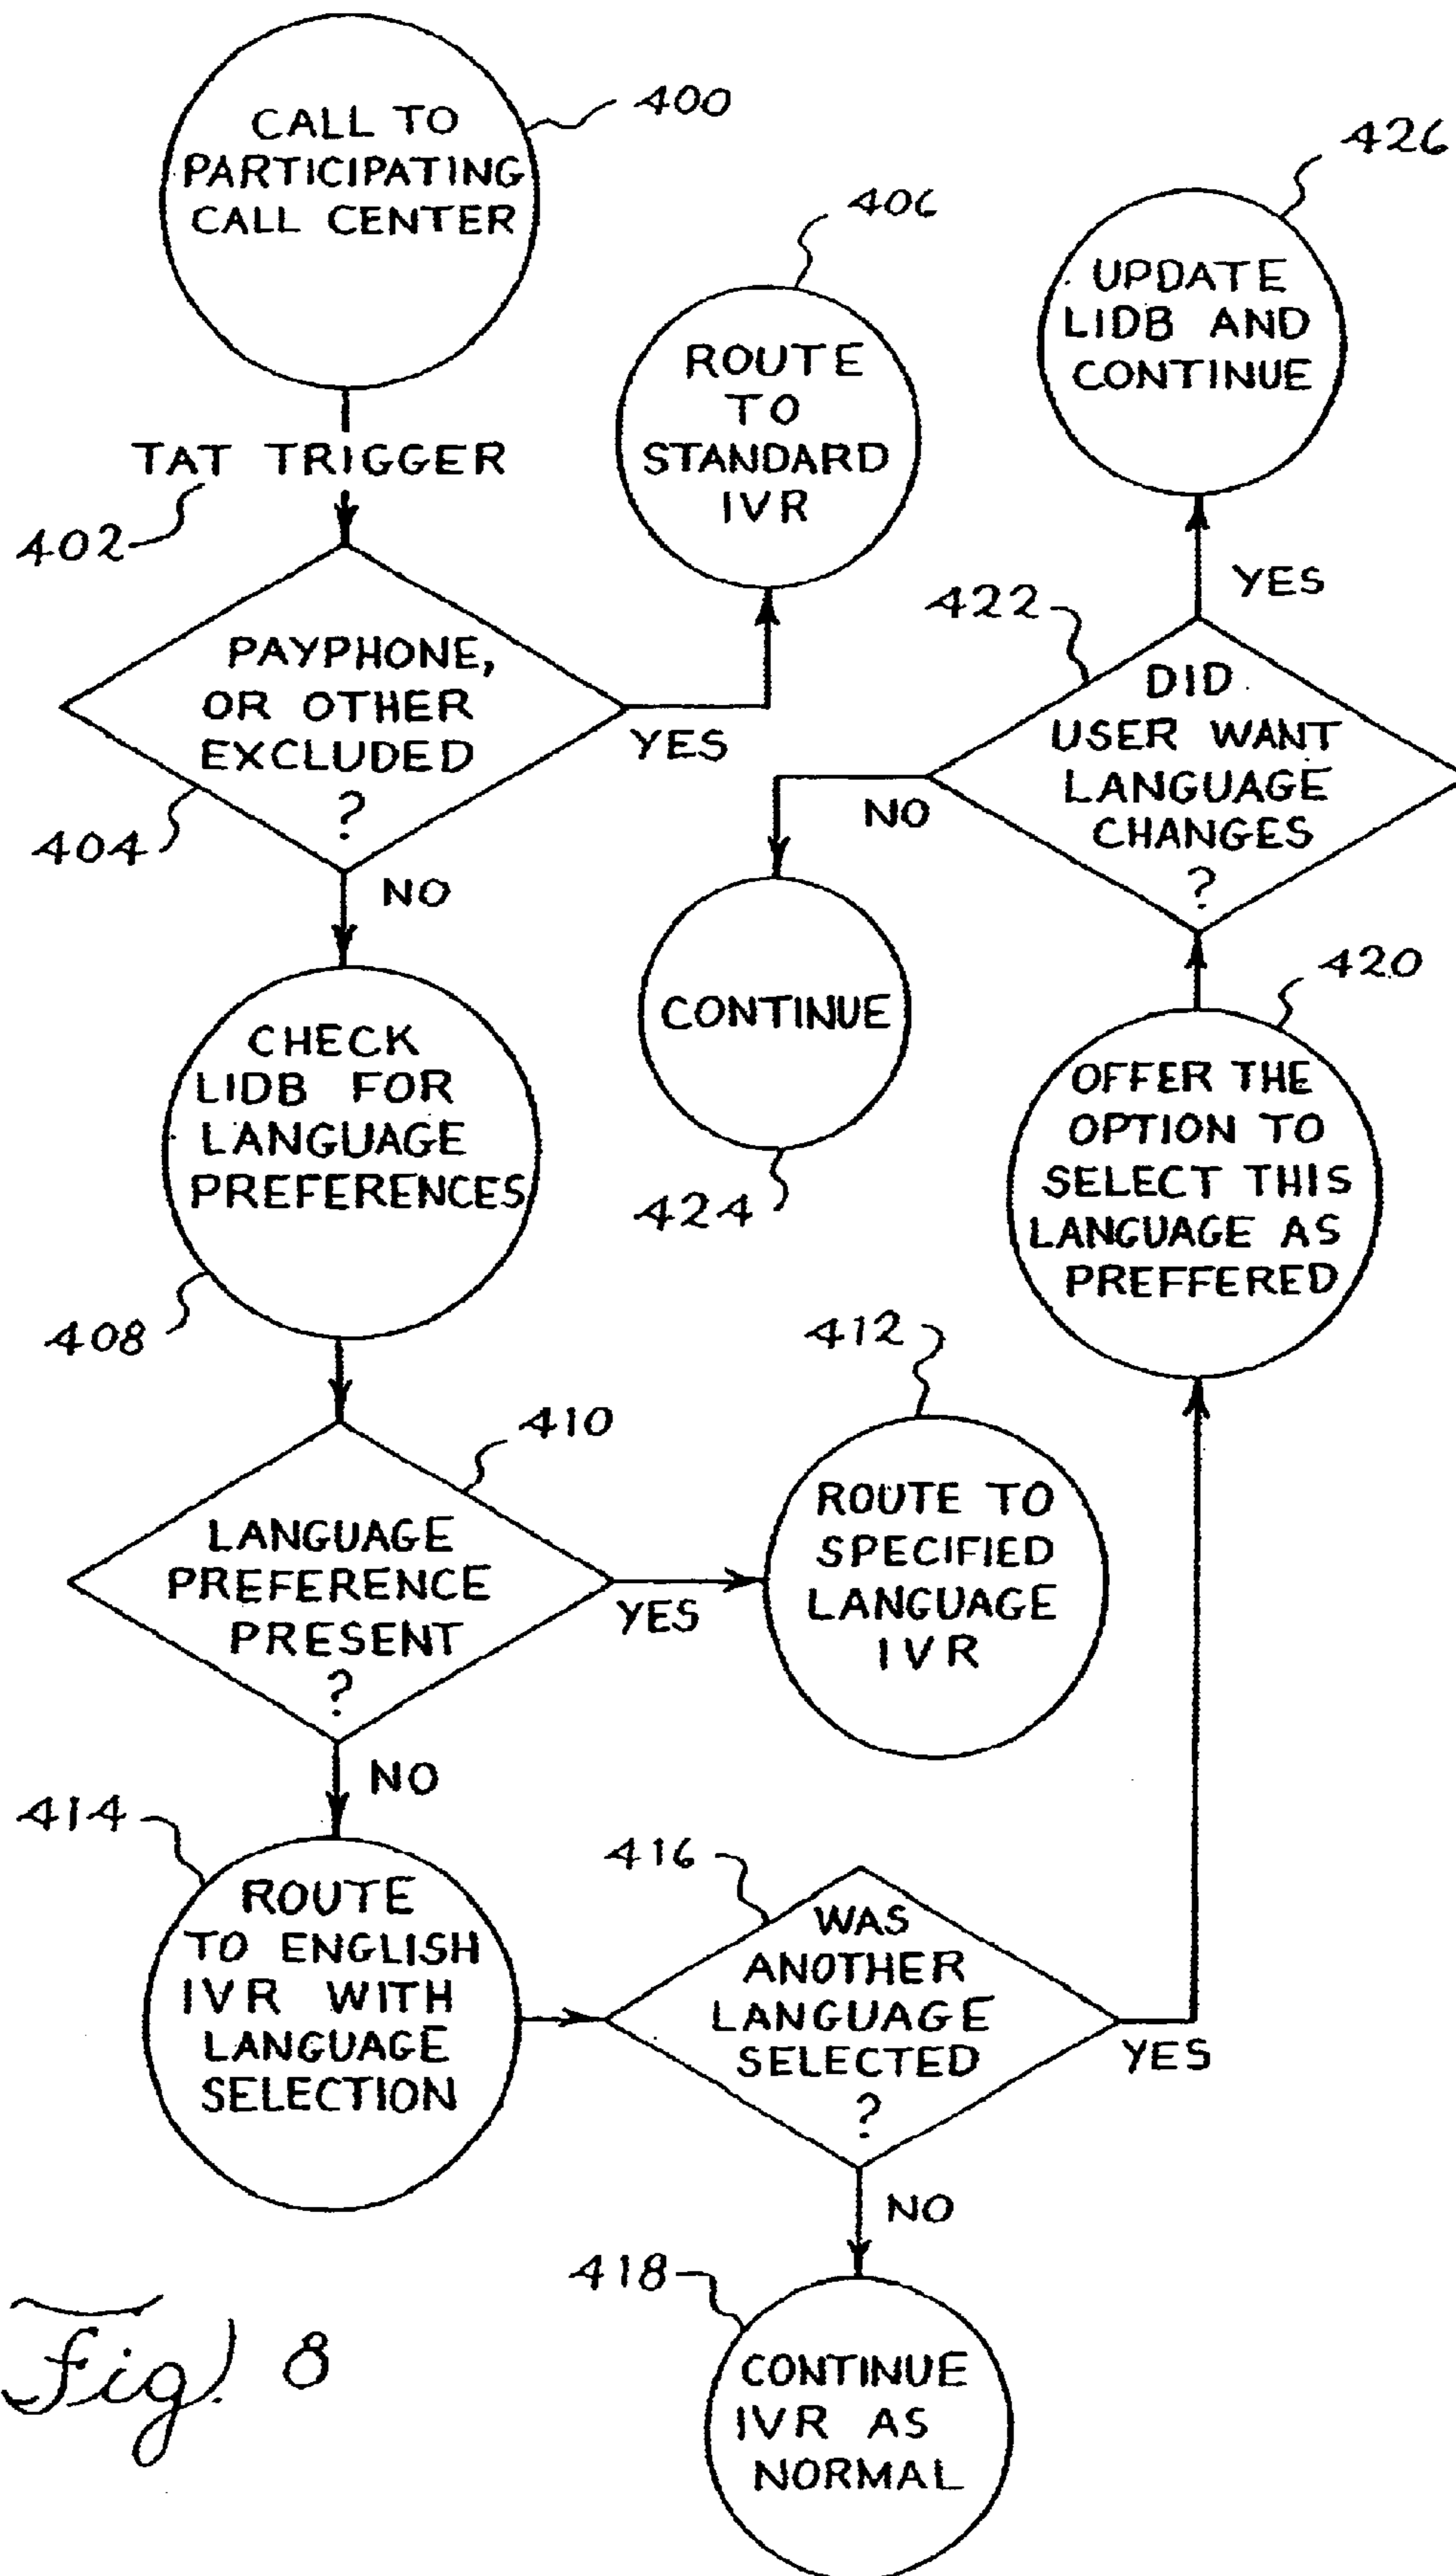 CALL TO
PARTICIPATING
CALL CENTER
400
TAT TRIGGER
402
PAYPHONE,
OR OTHER
EXCLUDED
?
404
YES
NO
406
ROUTE
TO
STANDARD
IVR
CHECK
LIDB FOR
LANGUAGE
PREFERENCES
408
410
LANGUAGE
PREFERENCE
PRESENT
?
YES
NO
412
ROUTE TO
SPECIFIED
LANGUAGE
IVR
414
ROUTE
TO ENGLISH
IVR WITH
LANGUAGE
SELECTION
416
WAS
ANOTHER
LANGUAGE
SELECTED
?
YES
NO
418
CONTINUE
IVR AS
NORMAL
420
OFFER THE
OPTION TO
SELECT THIS
LANGUAGE AS
PREFFERED
422
DID
USER WANT
LANGUAGE
CHANGES
?
NO
YES
CONTINUE
424
426
UPDATE
LIDB AND
CONTINUE
Fig. 8